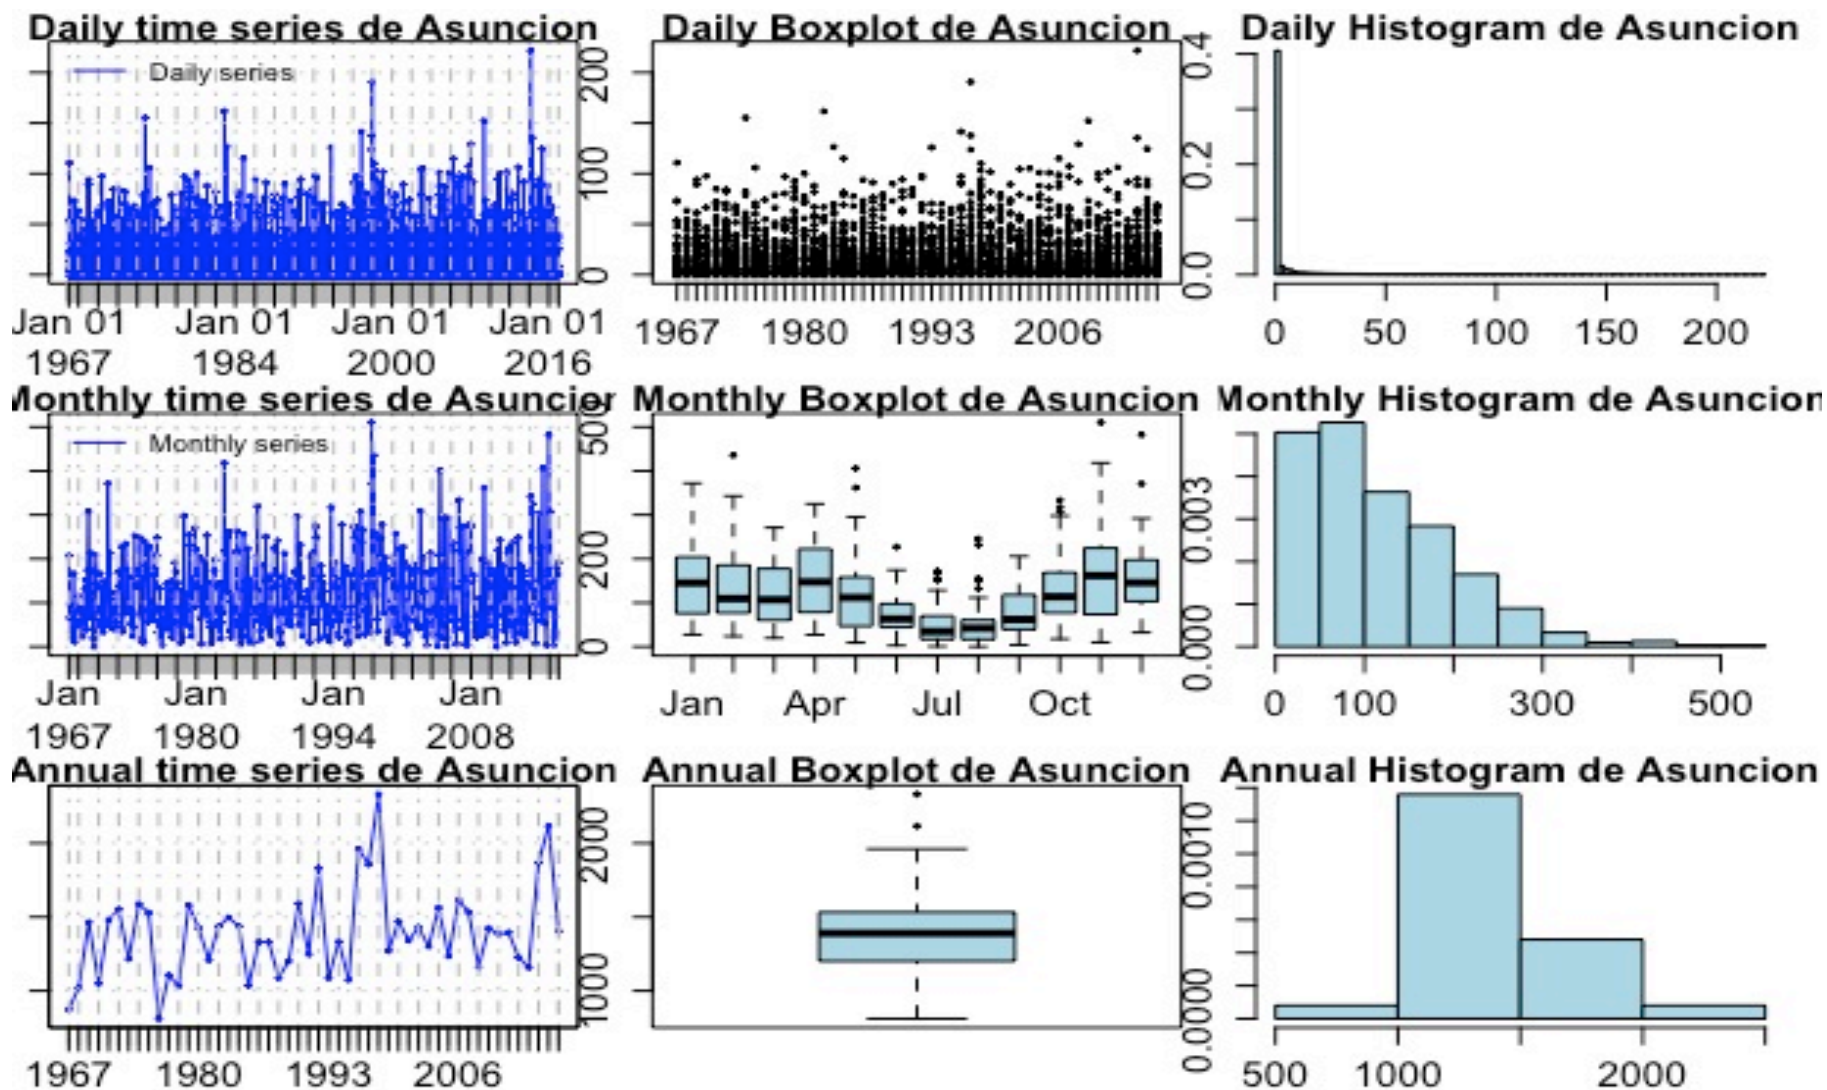 Daily time series de Asuncion
Daily series
0 100 200
Jan 01 Jan 01 Jan 01 Jan 01
1967 1984 2000 2016
Daily Boxplot de Asuncion
1967 1980 1993 2006
Daily Histogram de Asuncion
0.0 0.2 0.4
0 50 100 150 200
Monthly time series de Asuncior
Monthly series
0 200 500
Jan Jan Jan Jan
1967 1980 1994 2008
Monthly Boxplot de Asuncion
Jan Apr Jul Oct
Monthly Histogram de Asuncion
0.000 0.003
0 100 300 500
Annual time series de Asuncion
1000 2000
1967 1980 1993 2006
Annual Boxplot de Asuncion
Annual Histogram de Asuncion
0.0000 0.0010
500 1000 2000